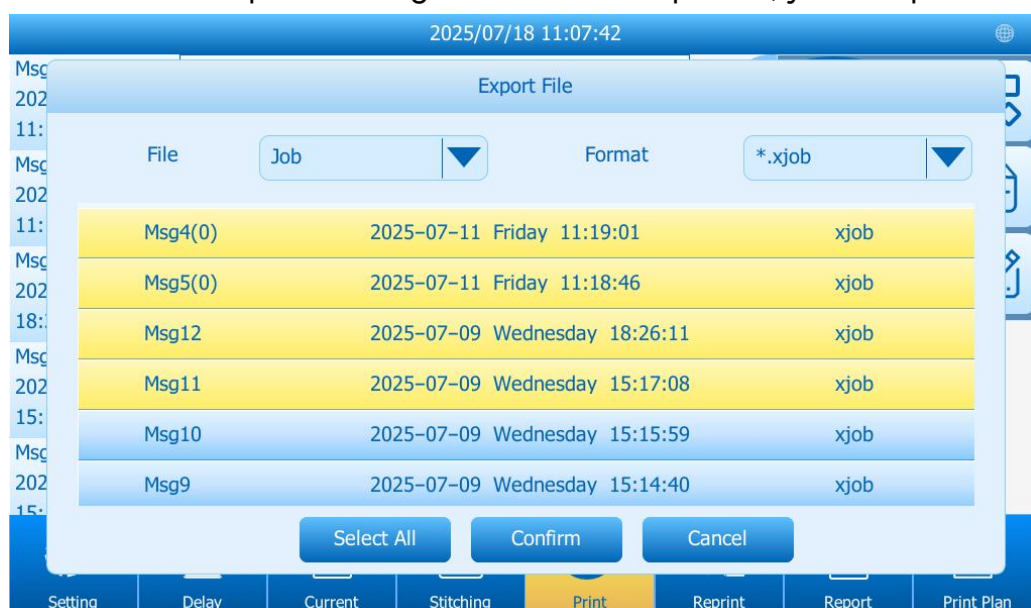 2025/07/18 11:07:42
Export File
File Job Format *.xjob
Msg4(0) 2025-07-11 Friday 11:19:01 xjob
Msg5(0) 2025-07-11 Friday 11:18:46 xjob
Msg12 2025-07-09 Wednesday 18:26:11 xjob
Msg11 2025-07-09 Wednesday 15:17:08 xjob
Msg10 2025-07-09 Wednesday 15:15:59 xjob
Msg9 2025-07-09 Wednesday 15:14:40 xjob
Select All Confirm Cancel
Setting Delay Current Stitching Print Reprint Report Print Plan